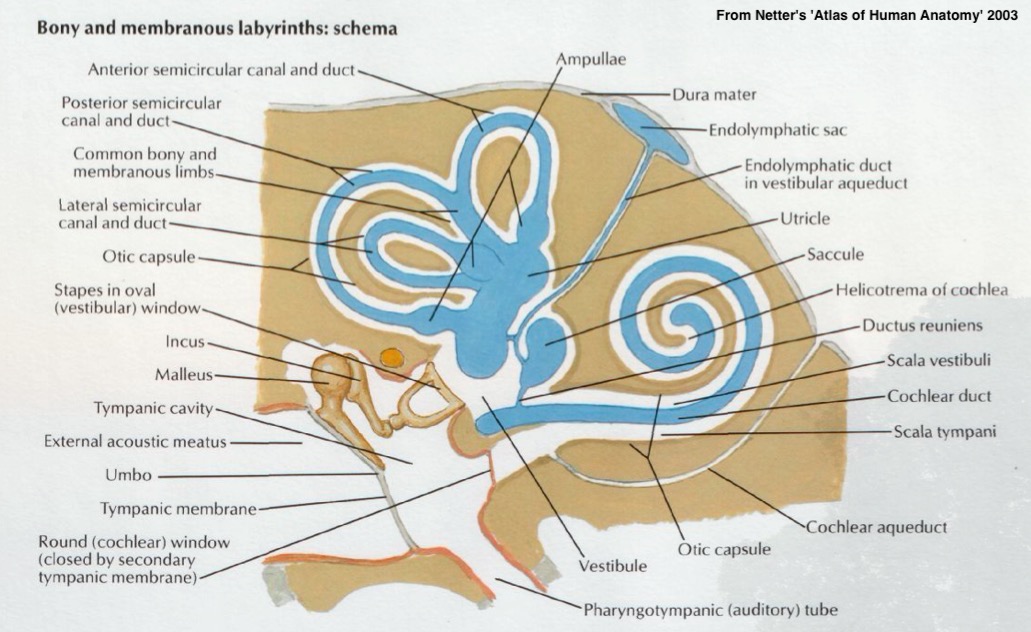 From Netter's 'Atlas of Human Anatomy' 2003
Bony and membranous labyrinths: schema
Anterior semicircular canal and duct
Posterior semicircular
canal and duct
Common bony and
membranous limbs
Lateral semicircular
canal and duct
Otic capsule
Stapes in oval
(vestibular) window
Incus
Malleus
Tympanic cavity
External acoustic meatus
Umbo
Tympanic membrane
Round (cochlear) window
(closed by secondary
tympanic membrane)
Ampullae
Dura mater
Endolymphatic sac
Endolymphatic duct
in vestibular aqueduct
Utricle
Saccule
Helicotrema of cochlea
Ductus reuniens
Scala vestibuli
Cochlear duct
Scala tympani
Cochlear aqueduct
Otic capsule
Vestibule
Pharyngotympanic (auditory) tube